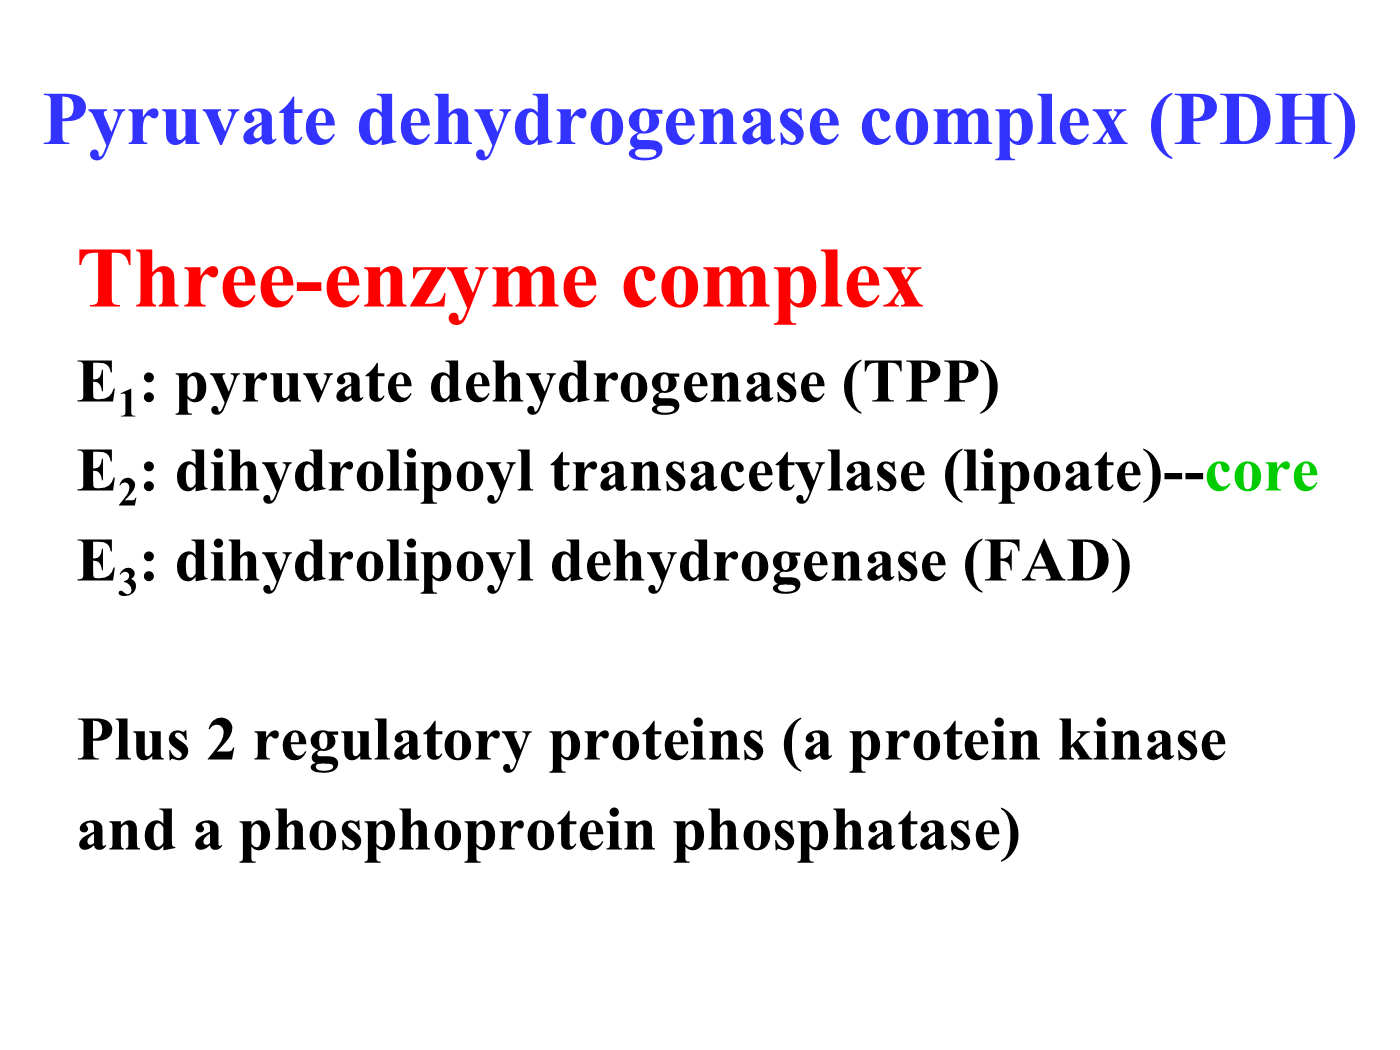 Pyruvate dehydrogenase complex (PDH)
Three-enzyme complex
E₁: pyruvate dehydrogenase (TPP)
E₂: dihydrolipoyl transacetylase (lipoate)--core
E₃: dihydrolipoyl dehydrogenase (FAD)
Plus 2 regulatory proteins (a protein kinase
and a phosphoprotein phosphatase)